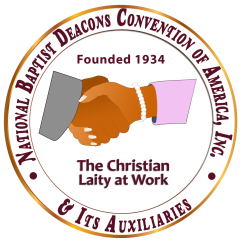 • National Baptist Deacons Convention of America, Inc. •
& Its Auxiliaries
Founded 1934
The Christian
Laity at Work